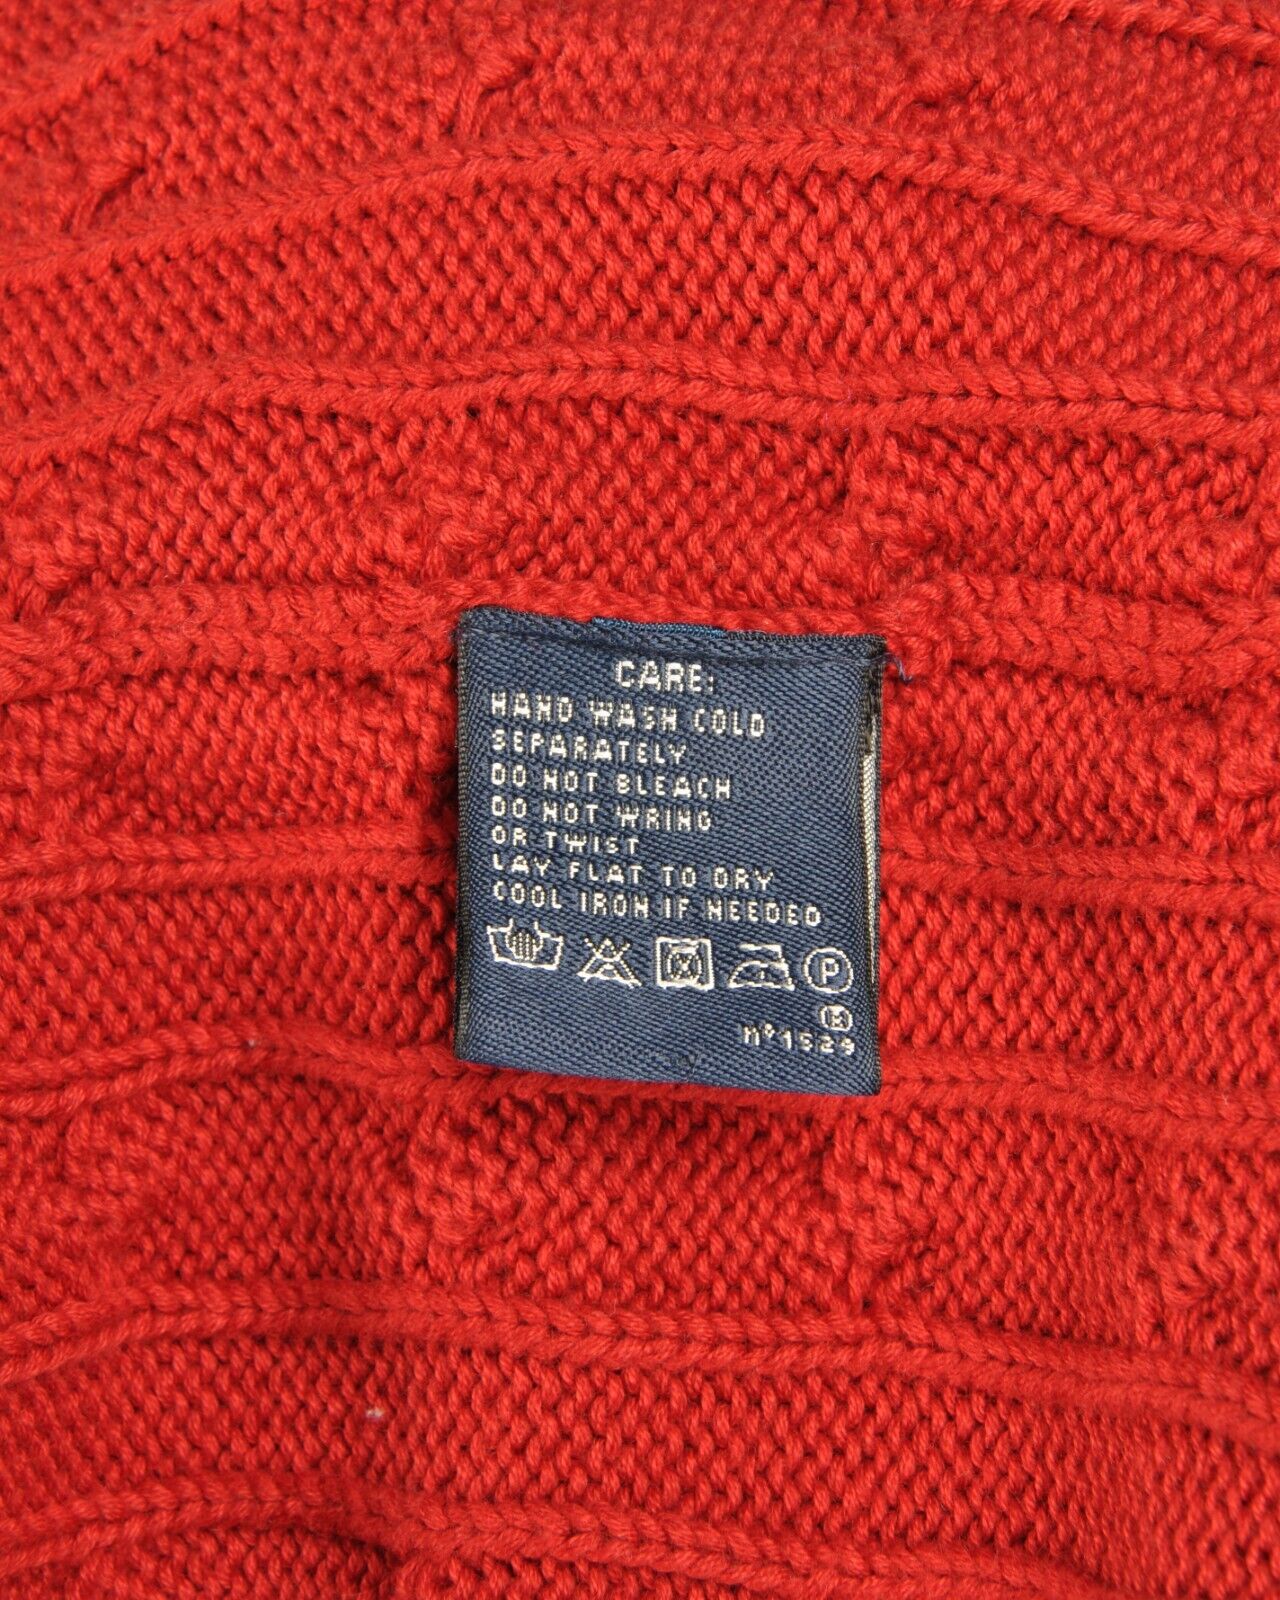 CARE:
HAND WASH COLD
SEPARATELY
DO NOT BLEACH
DO NOT WRING
OR TWIST
LAY FLAT TO DRY
COOL IRON IF NEEDED
P
nº1529